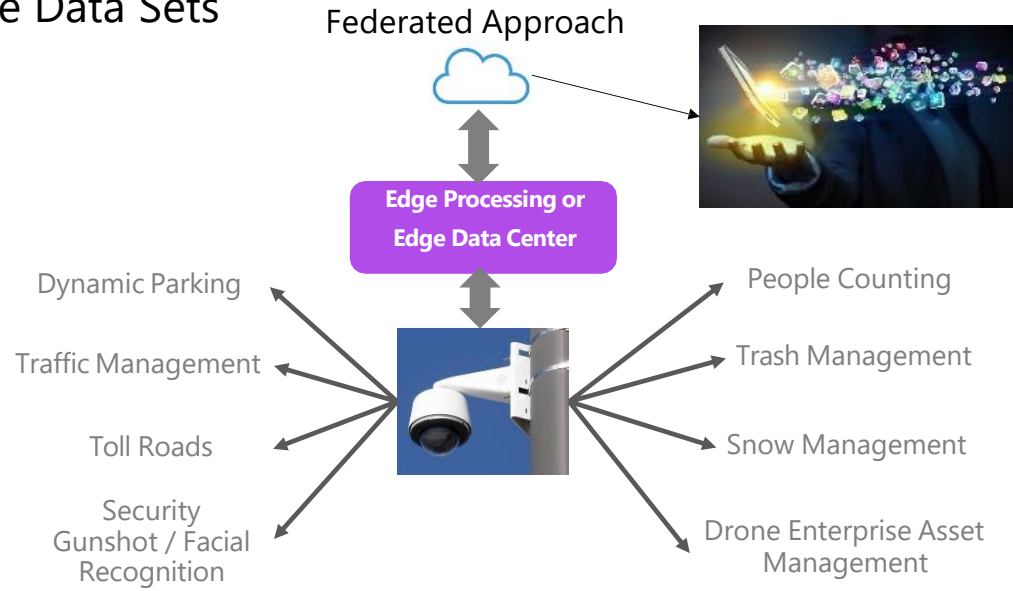 Data Sets
Federated Approach
Edge Processing or
Edge Data Center
Dynamic Parking
Traffic Management
Toll Roads
Security
Gunshot / Facial
Recognition
People Counting
Trash Management
Snow Management
Drone Enterprise Asset
Management